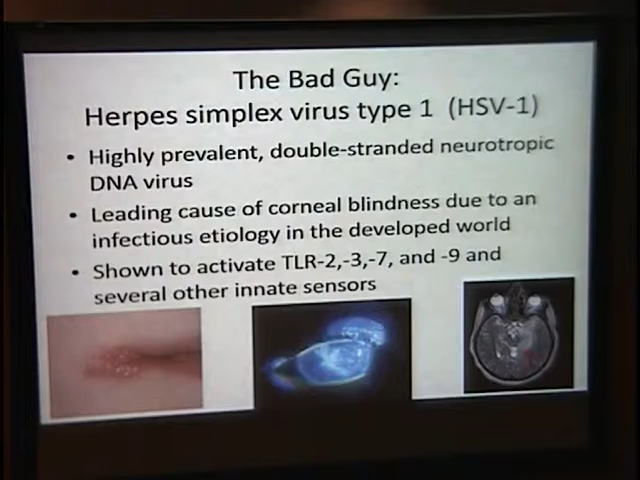 The Bad Guy:
Herpes simplex virus type 1 (HSV-1)
• Highly prevalent, double-stranded neurotropic
DNA virus
• Leading cause of corneal blindness due to an
infectious etiology in the developed world
• Shown to activate TLR-2,-3,-7, and -9 and
several other innate sensors